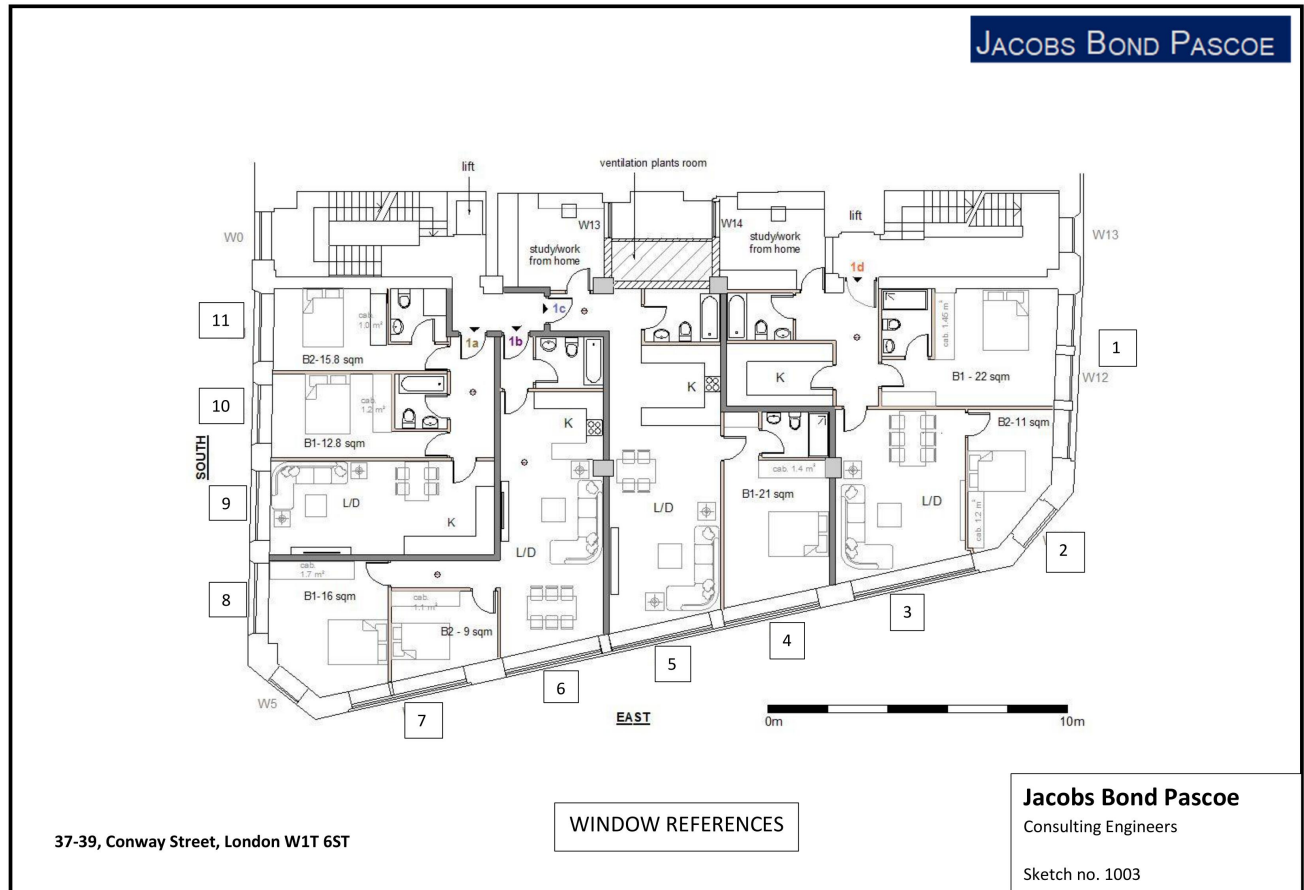 JACOBS BOND PASCOE
lift
ventilation plants room
W0
W13
W14
study/work
from home
study/work
from home
lift
W13
1d
11
1c
1a
1b
cab.
1.0 m²
B2-15.8 sqm
cab. 1.45 m²
1
K
K
B1 - 22 sqm
W12
10
cab.
1.2 m²
B1-12.8 sqm
K
B2-11 sqm
SOUTH
cab. 1.4 m²
9
L/D
K
B1-21 sqm
L/D
L/D
cab. 1.2 m²
L/D
2
cab.
1.7 m²
B1-16 sqm
8
cab.
1.1 m²
B2 - 9 sqm
3
4
5
6
W5
7
EAST
0m
10m
WINDOW REFERENCES
37-39, Conway Street, London W1T 6ST
Jacobs Bond Pascoe
Consulting Engineers
Sketch no. 1003